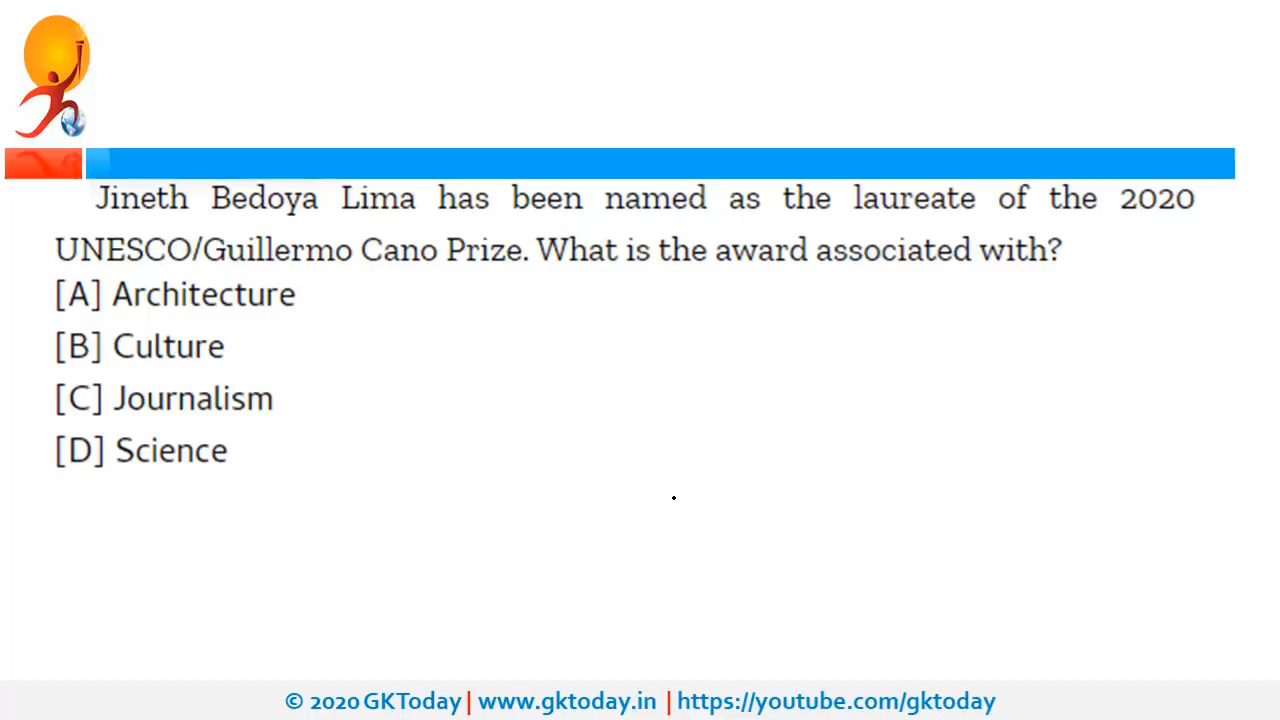 Jineth Bedoya Lima has been named as the laureate of the 2020
UNESCO/Guillermo Cano Prize. What is the award associated with?
[A] Architecture
[B] Culture
[C] Journalism
[D] Science
© 2020 GKToday | www.gktoday.in | https://youtube.com/gktoday